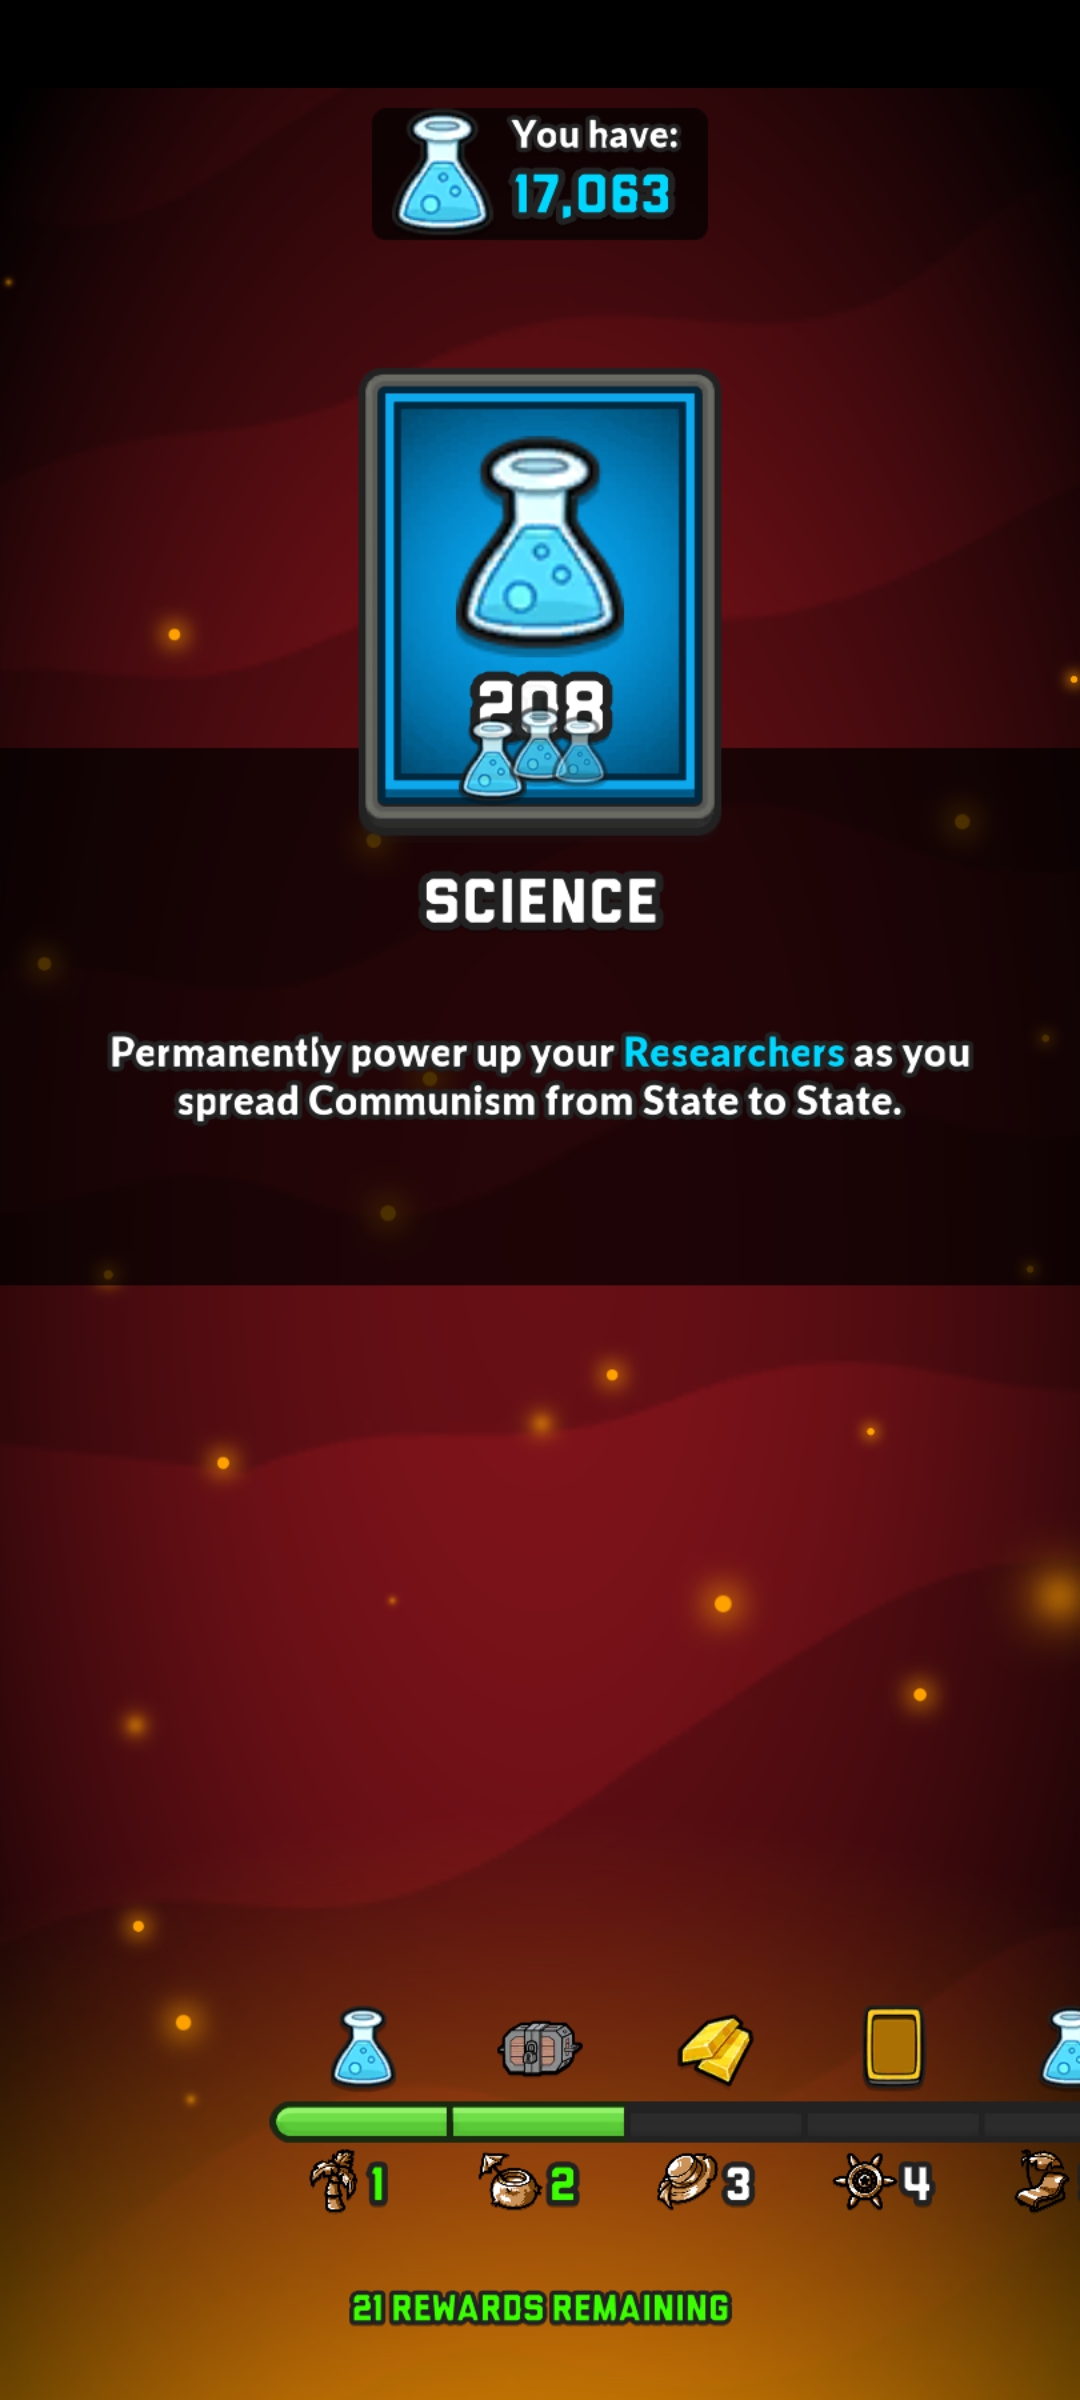 You have:
17,063
208
SCIENCE
Permanently power up your Researchers as you
spread Communism from State to State.
1
2
3
4
21 REWARDS REMAINING